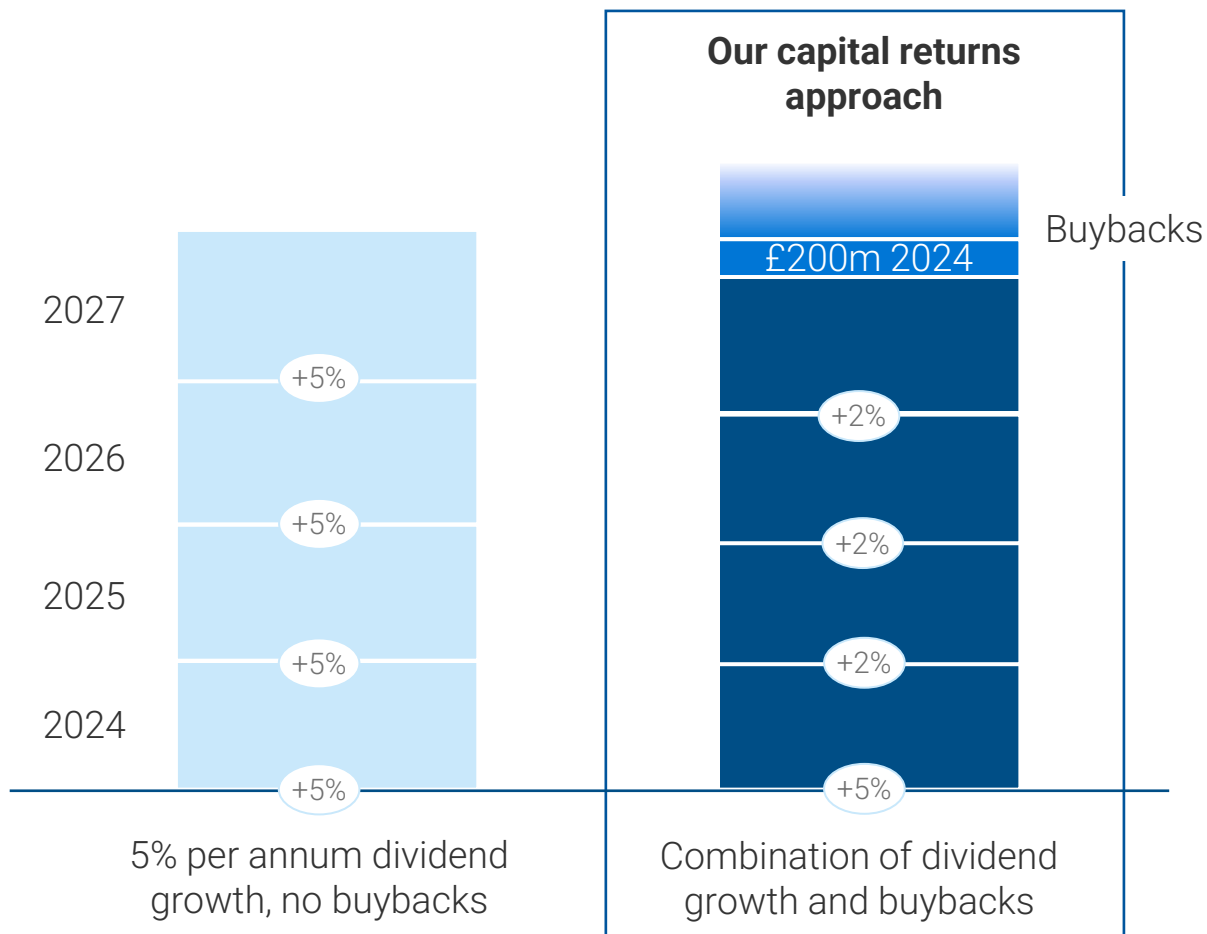 Our capital returns
approach
Buybacks
£200m 2024
2027
+5%
+2%
2026
+5%
+2%
2025
+5%
+2%
2024
+5%
+5%
5% per annum dividend
growth, no buybacks
Combination of dividend
growth and buybacks